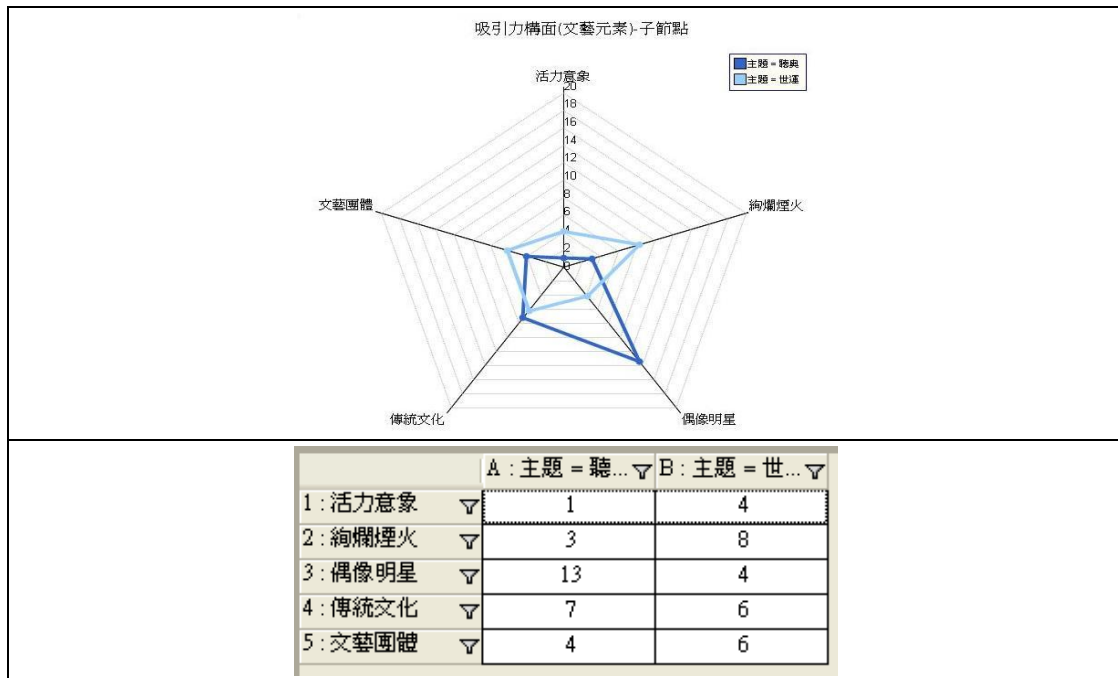 吸引力構面(文藝元素)-子節點
主題 = 聽奧
主題 = 世運
活力意象
20
18
16
14
12
10
8
6
4
2
0
絢爛煙火
文藝團體
傳統文化
偶像明星
A : 主題 = 聽... B : 主題 = 世...
1 : 活力意象 1 4
2 : 絢爛煙火 3 8
3 : 偶像明星 13 4
4 : 傳統文化 7 6
5 : 文藝團體 4 6